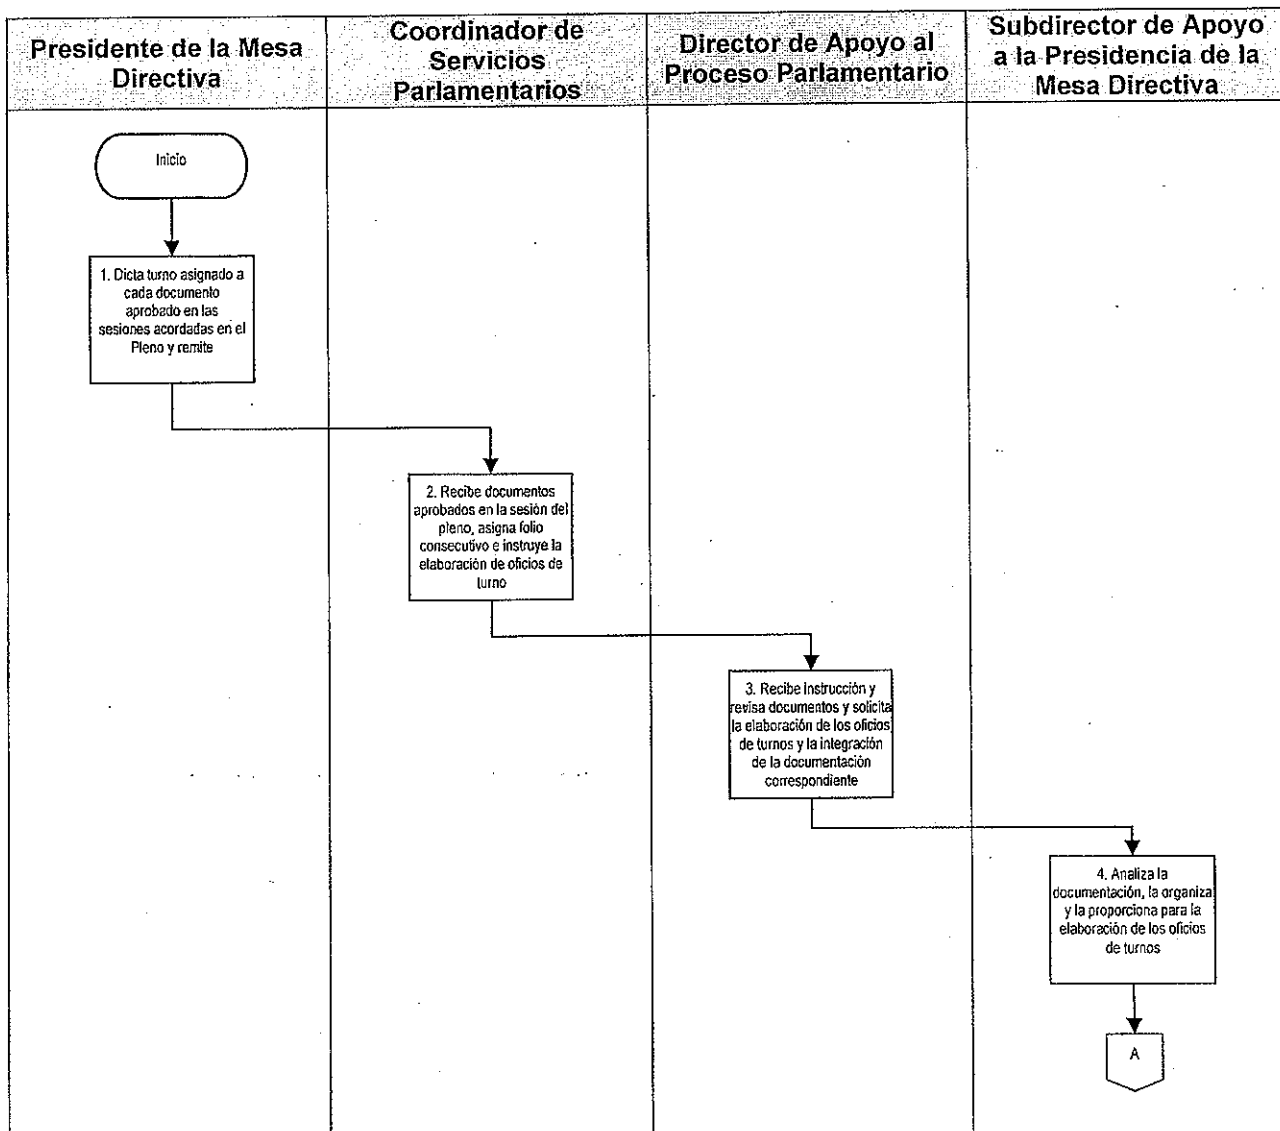 Presidente de la Mesa
Directiva
Coordinador de
Servicios
Parlamentarios
Director de Apoyo al
Proceso Parlamentario
Subdirector de Apoyo
a la Presidencia de la
Mesa Directiva
Inicio
1. Dicta turno asignado a
cada documento
aprobado en las
sesiones acordadas en el
Pleno y remite
2. Recibe documentos
aprobados en la sesión del
pleno, asigna folio
consecutivo e instruye la
elaboración de oficios de
turno
3. Recibe Instrucción y
revisa documentos y solicita
la elaboración de los oficios
de turnos y la integración
de la documentación
correspondiente
4. Analiza la
documentación, la organiza
y la proporciona para la
elaboración de los oficios
de turnos
A